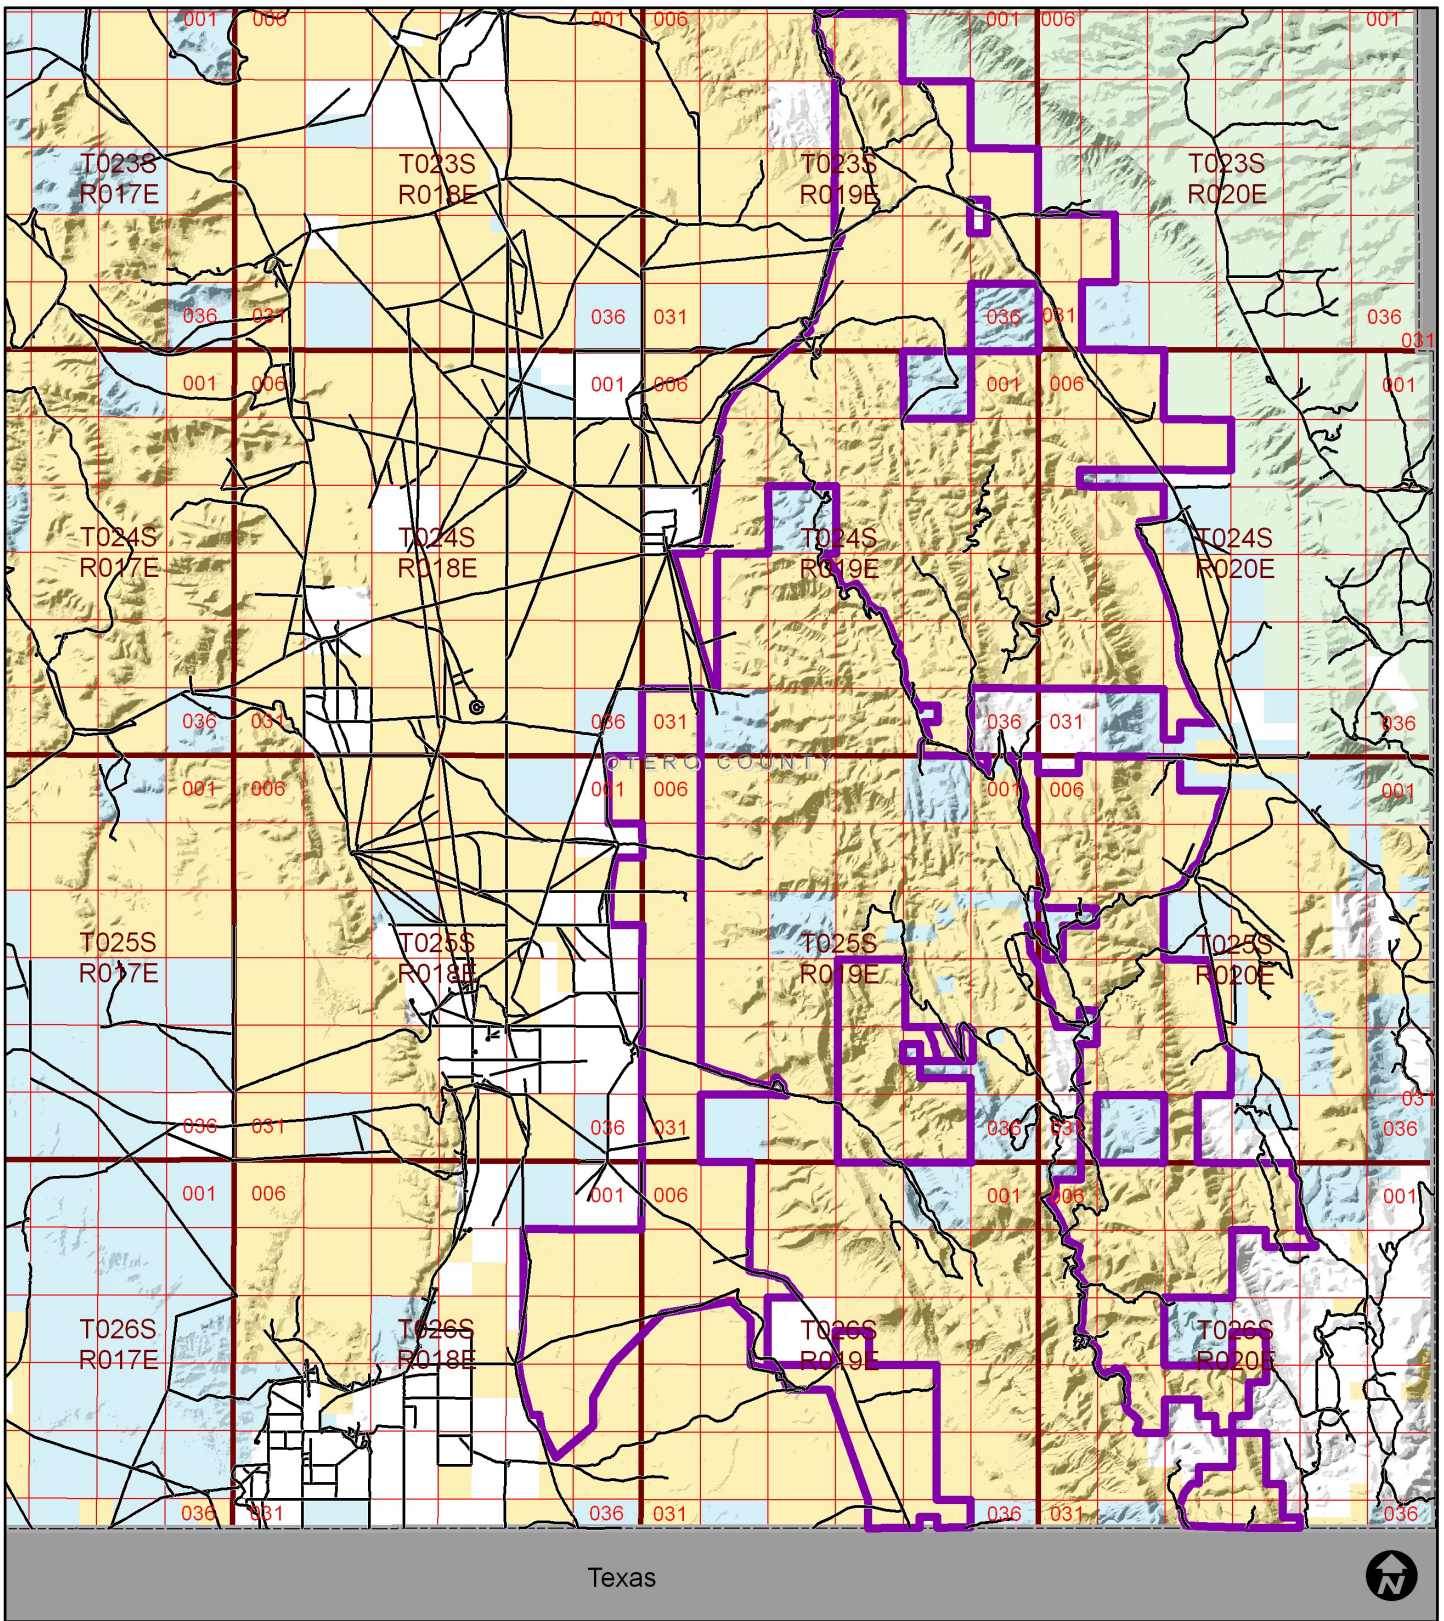 001 006 001 006 001 006 001
T023S T023S T023S T023S
R017E R018E R019E R020E
036 031 036 031 036 031 036
031
001 006 001 006 001 006 001
T024S T024S T024S T024S
R017E R018E R019E R020E
036 031 036 031 036 031 036
OTERO COUNTY
001 006 001 006 001 006 001
T025S T025S T025S T025S
R017E R018E R019E R020E
031
036 031 036 031 036 031 036
001 006 001 006 001 006 001
T026S T026S T026S T026S
R017E R018E R019E R020E
036 031 036 031 036 031 036
Texas
N